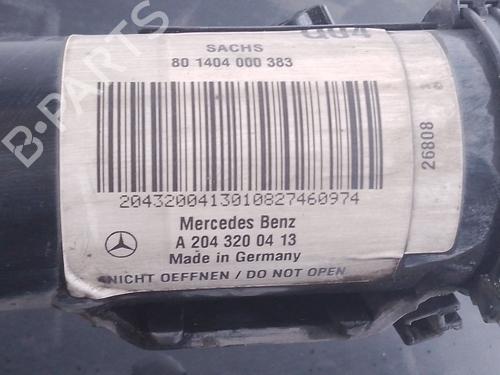 B-PARTS
SACHS
80 1404 000 383
2043200413010827460974
Mercedes Benz
A 204 320 04 13
Made in Germany
NICHT OEFFNEN / DO NOT OPEN
26808